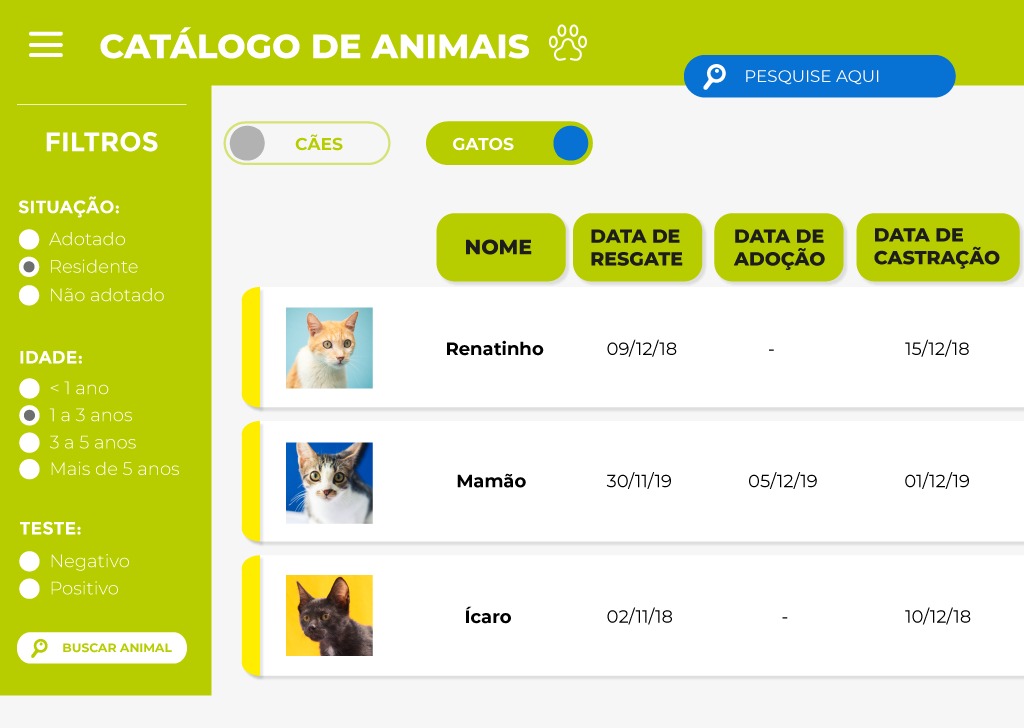 CATÁLOGO DE ANIMAIS
PESQUISE AQUI
FILTROS
SITUAÇÃO:
Adotado
Residente
Não adotado
IDADE:
< 1 ano
1 a 3 anos
3 a 5 anos
Mais de 5 anos
TESTE:
Negativo
Positivo
BUSCAR ANIMAL
CÃES
GATOS
NOME
DATA DE
RESGATE
DATA DE
ADOÇÃO
DATA DE
CASTRAÇÃO
Renatinho 09/12/18 - 15/12/18
Mamão 30/11/19 05/12/19 01/12/19
Ícaro 02/11/18 - 10/12/18